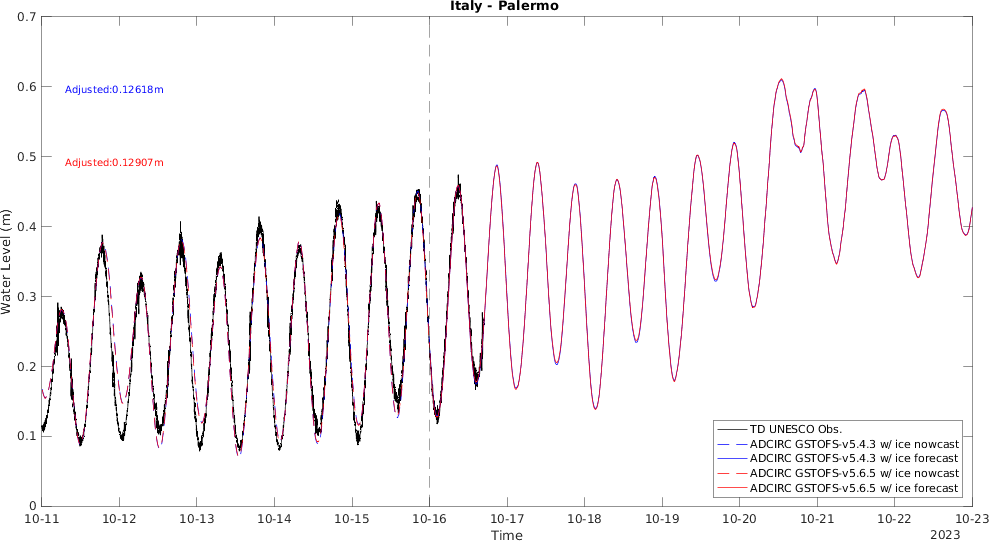 Italy - Palermo
0.7
0.6
0.5
0.4
0.3
0.2
0.1
0
Water Level (m)
Adjusted:0.12618m
Adjusted:0.12907m
TD UNESCO Obs.
ADCIRC GSTOFS-v5.4.3 w/ ice nowcast
ADCIRC GSTOFS-v5.4.3 w/ ice forecast
ADCIRC GSTOFS-v5.6.5 w/ ice nowcast
ADCIRC GSTOFS-v5.6.5 w/ ice forecast
10-11 10-12 10-13 10-14 10-15 10-16 10-17 10-18 10-19 10-20 10-21 10-22 10-23
Time
2023